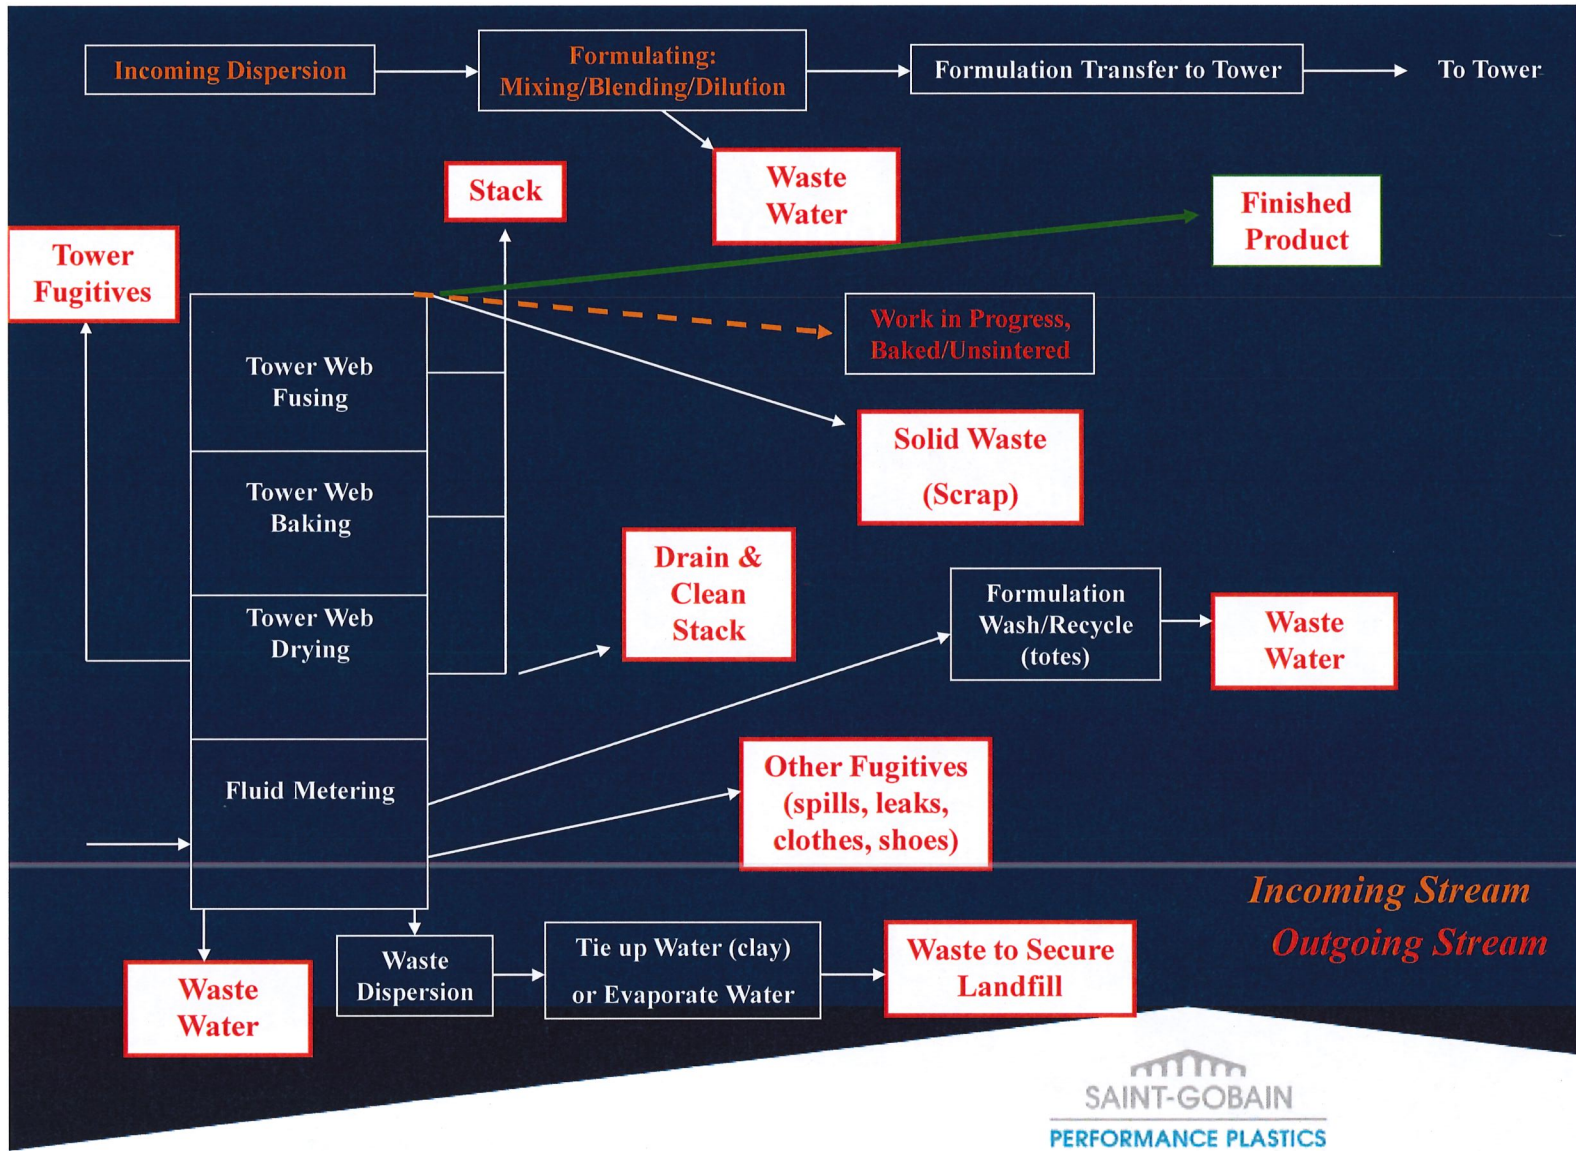 Incoming Dispersion
Formulating:
Mixing/Blending/Dilution
Formulation Transfer to Tower
To Tower
Waste
Water
Stack
Finished
Product
Tower
Fugitives
Work in Progress,
Baked/Unsintered
Tower Web
Fusing
Solid Waste
(Scrap)
Tower Web
Baking
Drain &
Clean
Stack
Formulation
Wash/Recycle
(totes)
Waste
Water
Tower Web
Drying
Other Fugitives
(spills, leaks,
clothes, shoes)
Fluid Metering
Incoming Stream
Outgoing Stream
Waste
Water
Waste
Dispersion
Tie up Water (clay)
or Evaporate Water
Waste to Secure
Landfill
SAINT-GOBAIN
PERFORMANCE PLASTICS